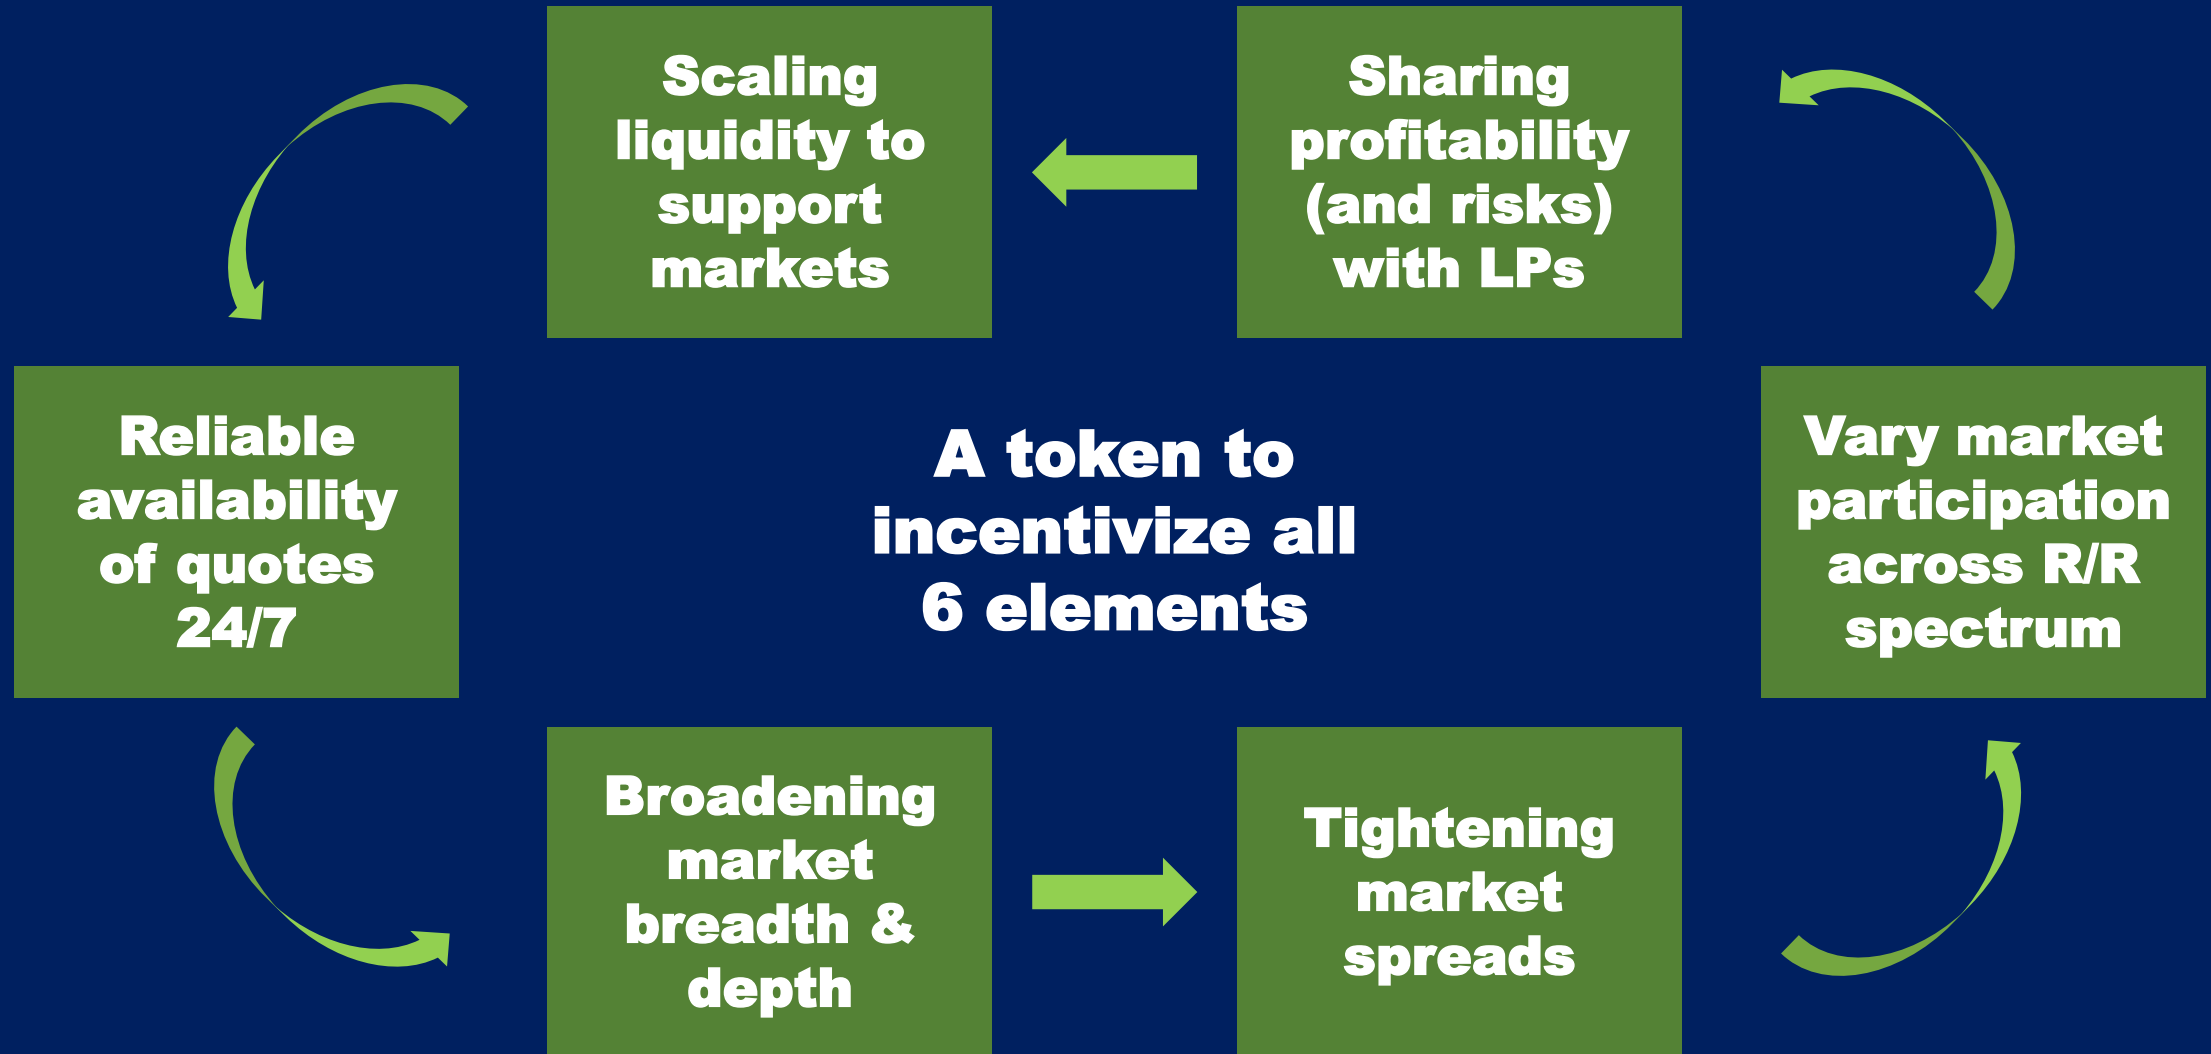 Scaling
liquidity to
support
markets
Sharing
profitability
(and risks)
with LPs
Reliable
availability
of quotes
24/7
A token to
incentivize all
6 elements
Vary market
participation
across R/R
spectrum
Broadening
market
breadth &
depth
Tightening
market
spreads